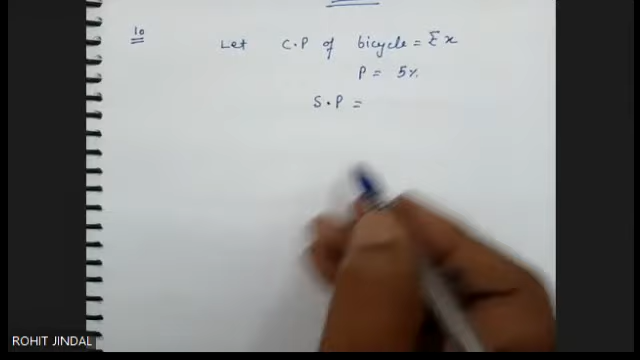 10
Let C.P of bicycle = ₹ x
P = 5%
S.P =
ROHIT JINDAL